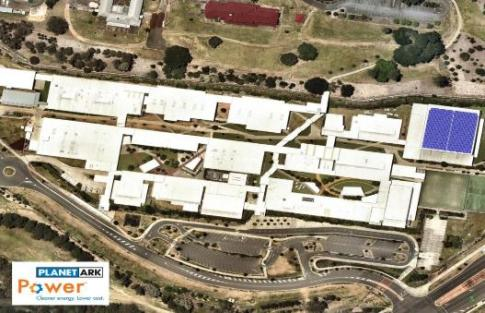 PLANET ARK
Power
Cleaner energy. Lower cost.